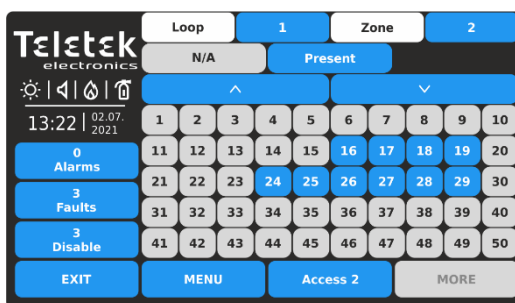 Teletek
electronics
13:22 02.07.
2021
0
Alarms
3
Faults
3
Disable
EXIT
Loop 1 Zone 2
N/A Present
1 2 3 4 5 6 7 8 9 10
11 12 13 14 15 16 17 18 19 20
21 22 23 24 25 26 27 28 29 30
31 32 33 34 35 36 37 38 39 40
41 42 43 44 45 46 47 48 49 50
MENU Access 2 MORE